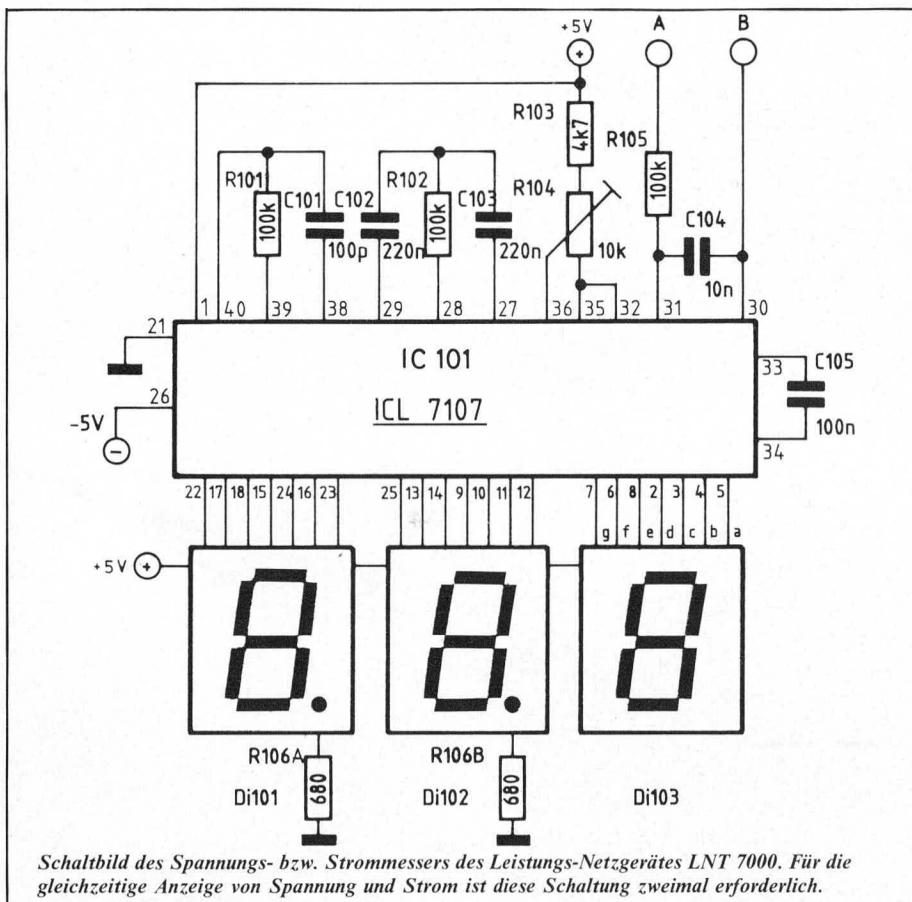 +5V A B
R103 4k7
R105 100k
R101 100k C101 100p C102 220n R102 100k C103 220n R104 10k C104 10n
1 40 39 38 29 28 27 36 35 32 31 30
21
IC 101
33 C105
26
ICL 7107
-5V
34 100n
22 17 18 15 24 16 23 25 13 14 9 10 11 12 7 6 8 2 3 4 5
g f e d c b a
+5V
R106A 680 R106B 680
Di101 Di102 Di103
Schaltbild des Spannungs- bzw. Strommessers des Leistungs-Netzgerätes LNT 7000. Für die
gleichzeitige Anzeige von Spannung und Strom ist diese Schaltung zweimal erforderlich.